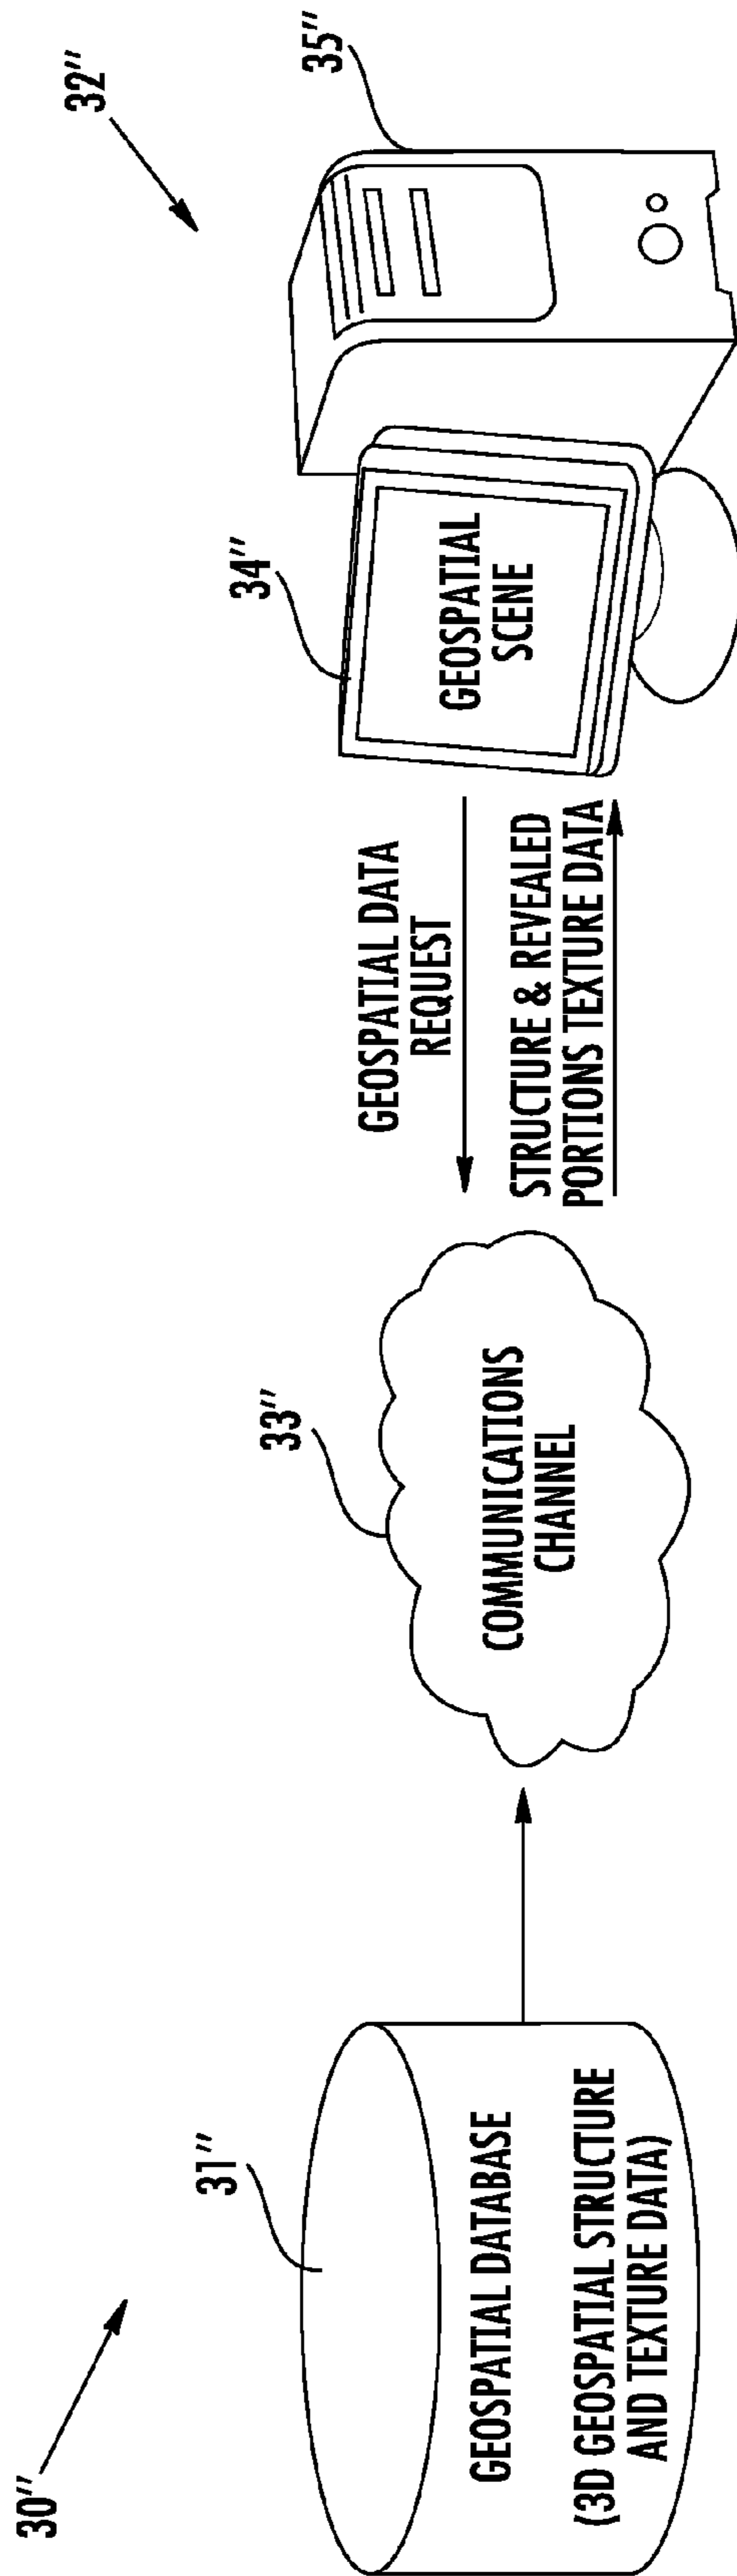 30″
31″
GEOSPATIAL DATABASE
(3D GEOSPATIAL STRUCTURE
AND TEXTURE DATA)
33″
COMMUNICATIONS
CHANNEL
GEOSPATIAL DATA
REQUEST
STRUCTURE & REVEALED
PORTIONS TEXTURE DATA
32″
34″
GEOSPATIAL
SCENE
35″